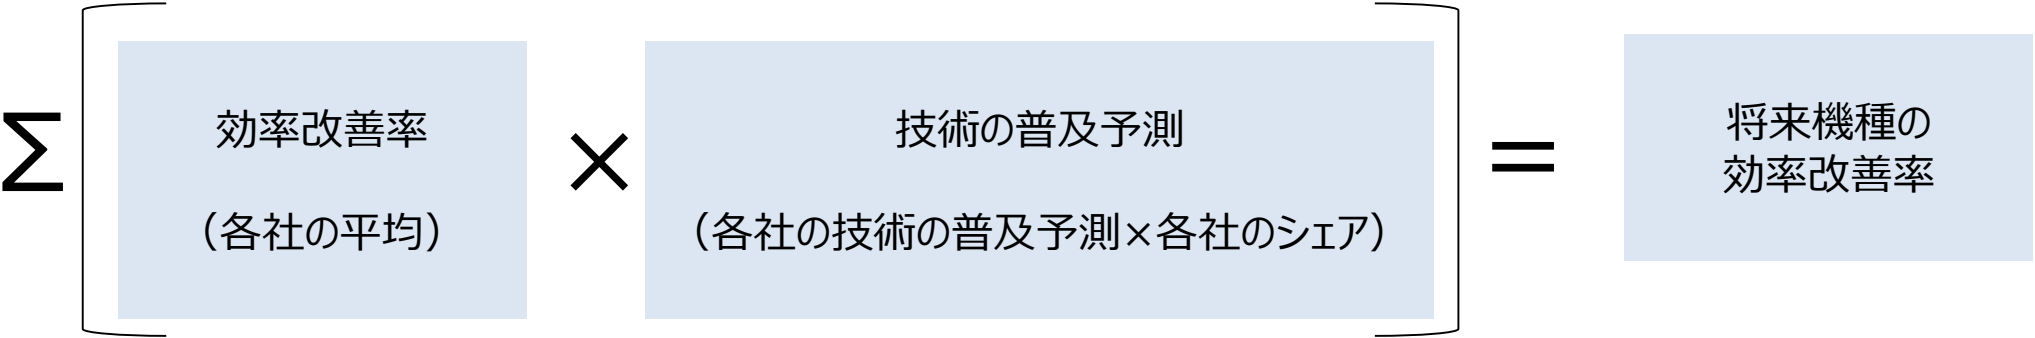 Σ
効率改善率
（各社の平均）
×
技術の普及予測
（各社の技術の普及予測×各社のシェア）
＝
将来機種の
効率改善率